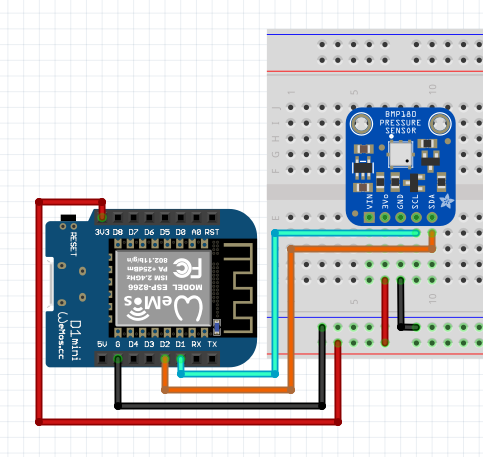 1
5
10
J
I
H
G
F
BMP180
PRESSURE
SENSOR
VIN
3VO
GND
SCL
SDA
E
3V3 D8 D7 D6 D5 D0 A0 RST
RESET
802.11b/g/n
PA +25dBm
ISM 2.4GHz
FC
MODEL ESP-8266
WeMos
D1 mini
WeMos.cc
5V G D4 D3 D2 D1 RX TX
5
10